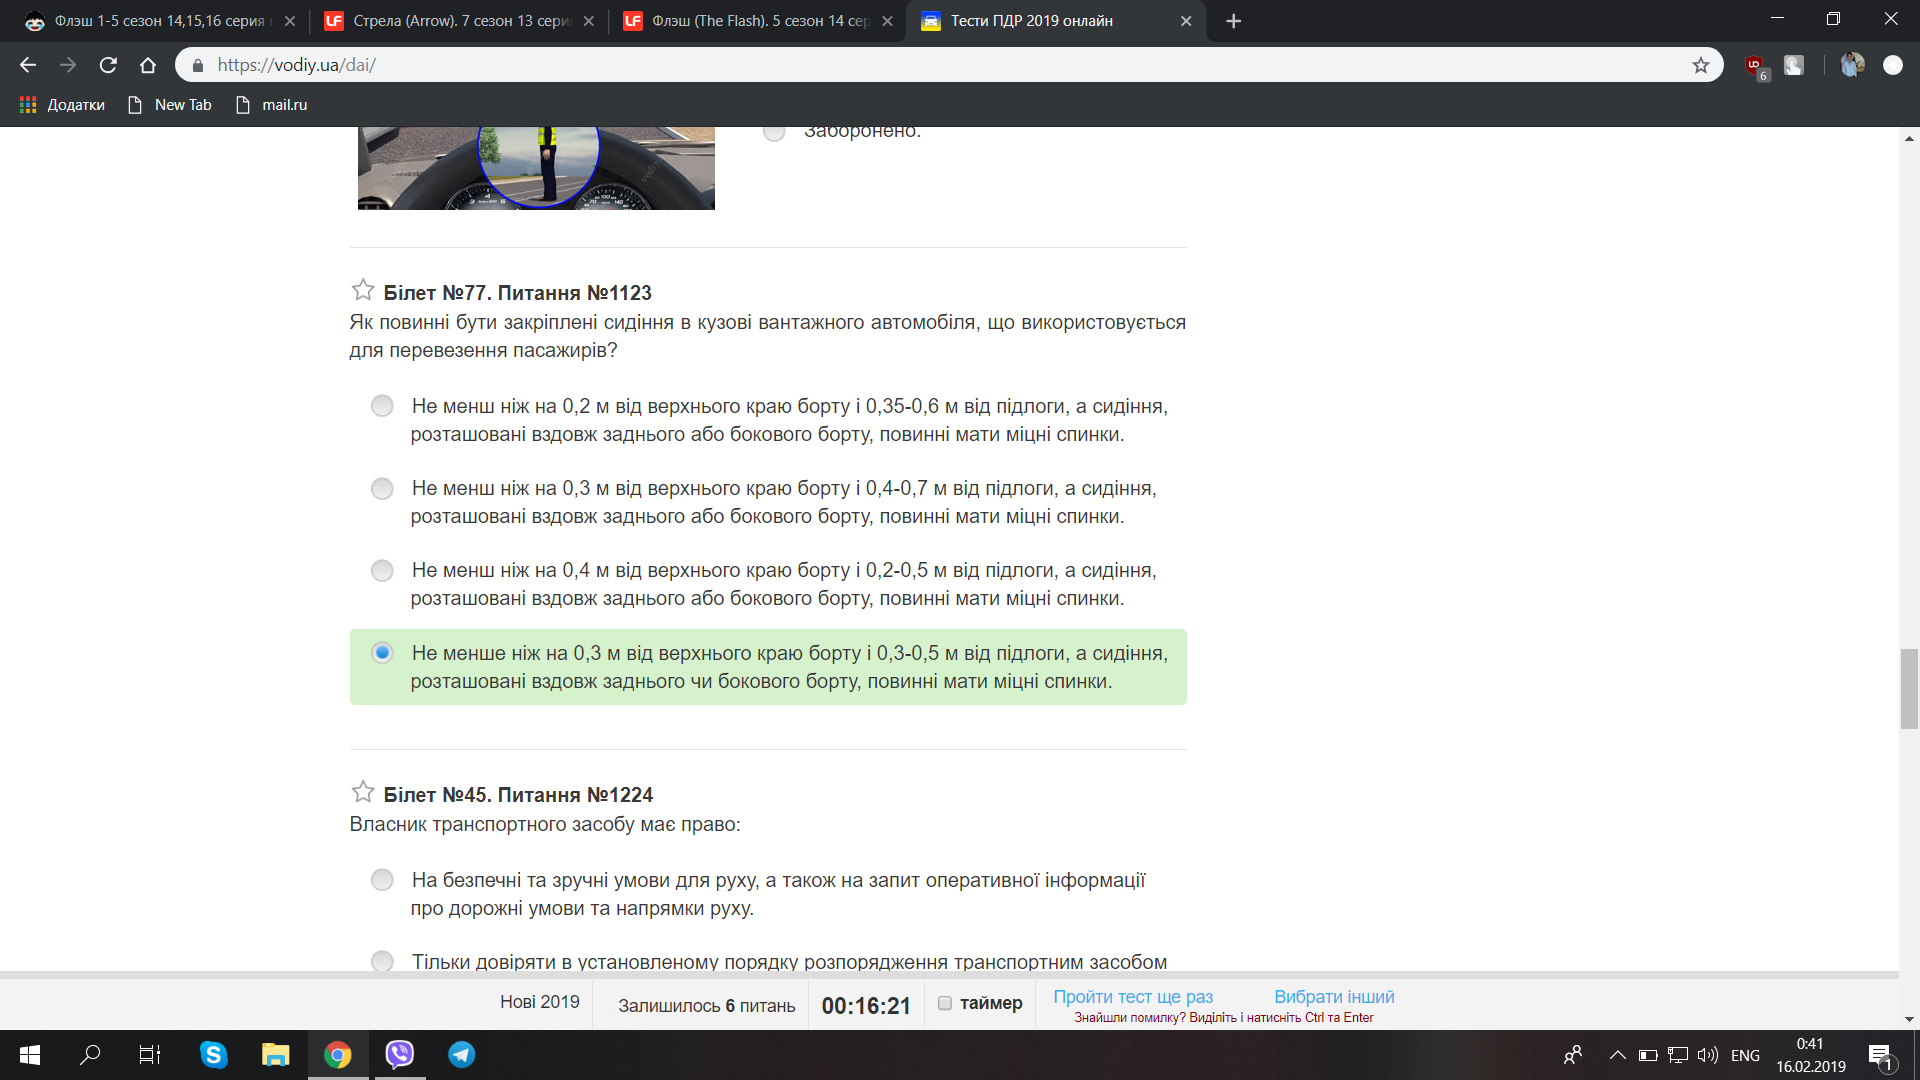 Флэш 1-5 сезон 14,15,16 серия
Стрела (Arrow). 7 сезон 13 сери
Флэш (The Flash). 5 сезон 14 сер
Тести ПДР 2019 онлайн
https://vodiy.ua/dai/
6
Додатки
New Tab
mail.ru
Заборонено.
Білет №77. Питання №1123
Як повинні бути закріплені сидіння в кузові вантажного автомобіля, що використовується
для перевезення пасажирів?
Не менш ніж на 0,2 м від верхнього краю борту і 0,35-0,6 м від підлоги, а сидіння,
розташовані вздовж заднього або бокового борту, повинні мати міцні спинки.
Не менш ніж на 0,3 м від верхнього краю борту і 0,4-0,7 м від підлоги, а сидіння,
розташовані вздовж заднього або бокового борту, повинні мати міцні спинки.
Не менш ніж на 0,4 м від верхнього краю борту і 0,2-0,5 м від підлоги, а сидіння,
розташовані вздовж заднього або бокового борту, повинні мати міцні спинки.
Не менше ніж на 0,3 м від верхнього краю борту і 0,3-0,5 м від підлоги, а сидіння,
розташовані вздовж заднього чи бокового борту, повинні мати міцні спинки.
Білет №45. Питання №1224
Власник транспортного засобу має право:
На безпечні та зручні умови для руху, а також на запит оперативної інформації
про дорожні умови та напрямки руху.
Тільки довіряти в установленому порядку розпорядження транспортним засобом
Нові 2019
Залишилось 6 питань
00:16:21
таймер
Пройти тест ще раз
Вибрати інший
Знайшли помилку? Виділіть і натисніть Ctrl та Enter
ENG
0:41
16.02.2019
1